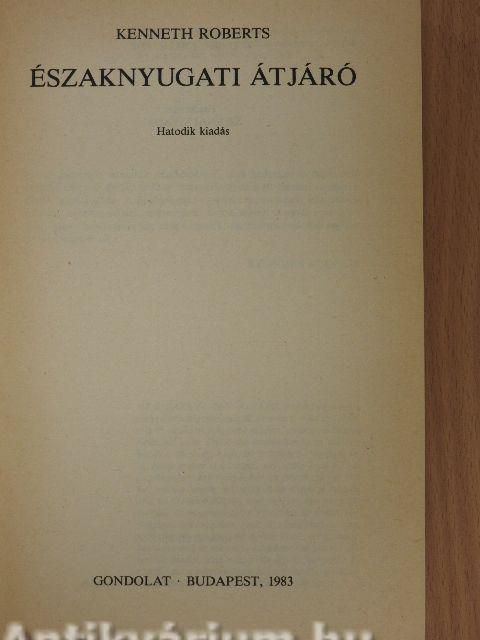 KENNETH ROBERTS
ÉSZAKNYUGATI ÁTJÁRÓ
Hatodik kiadás
GONDOLAT · BUDAPEST, 1983
Antikvárium.hu